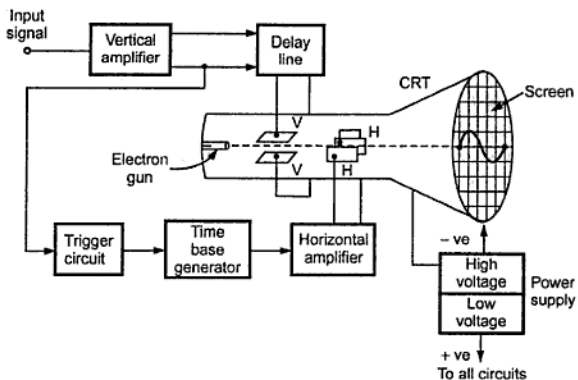 Input
signal
Vertical
amplifier
Delay
line
CRT
Screen
V
H
Electron
gun
V
H
Trigger
circuit
Time
base
generator
Horizontal
amplifier
– ve
High
voltage
Power
supply
Low
voltage
+ ve
To all circuits